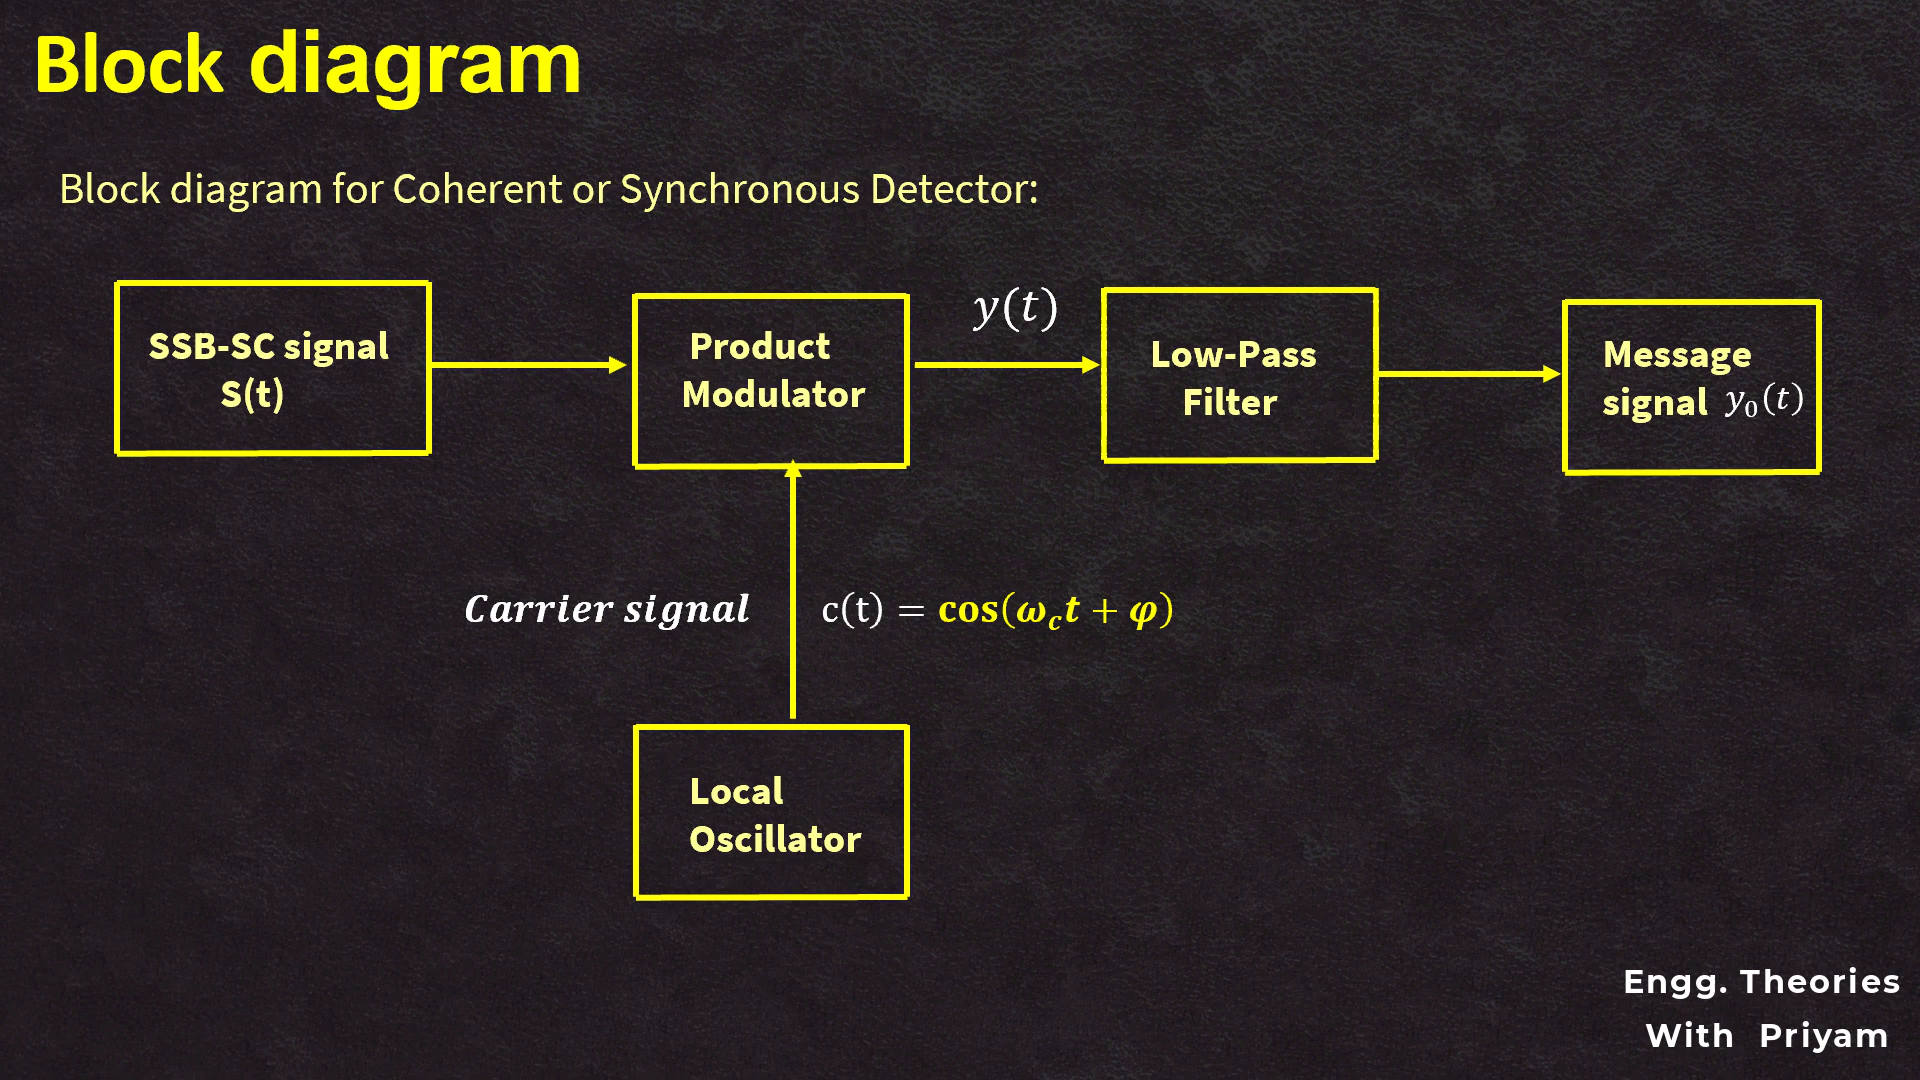 Block diagram
Block diagram for Coherent or Synchronous Detector:
SSB-SC signal
S(t)
Product
Modulator
y(t)
Low-Pass
Filter
Message
signal y₀(t)
Carrier signal
c(t) = cos(ω_c t + φ)
Local
Oscillator
Engg. Theories
With Priyam